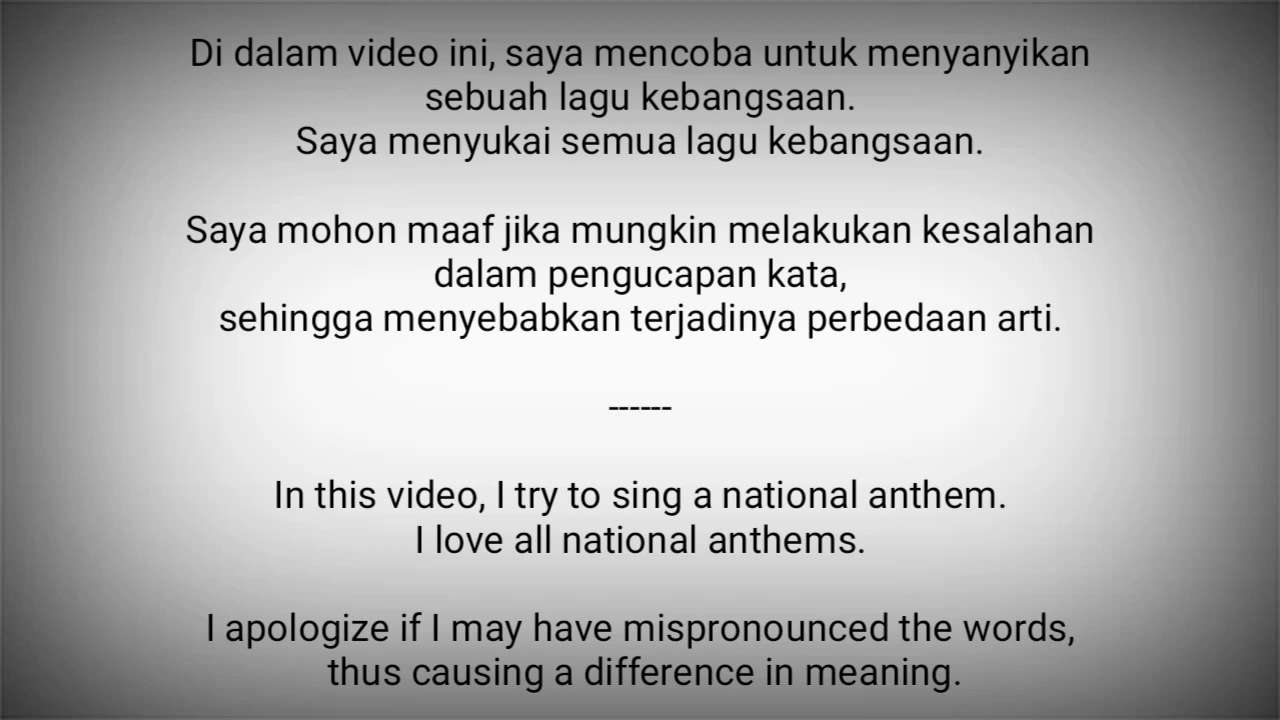 Di dalam video ini, saya mencoba untuk menyanyikan
sebuah lagu kebangsaan.
Saya menyukai semua lagu kebangsaan.
Saya mohon maaf jika mungkin melakukan kesalahan
dalam pengucapan kata,
sehingga menyebabkan terjadinya perbedaan arti.
------
In this video, I try to sing a national anthem.
I love all national anthems.
I apologize if I may have mispronounced the words,
thus causing a difference in meaning.